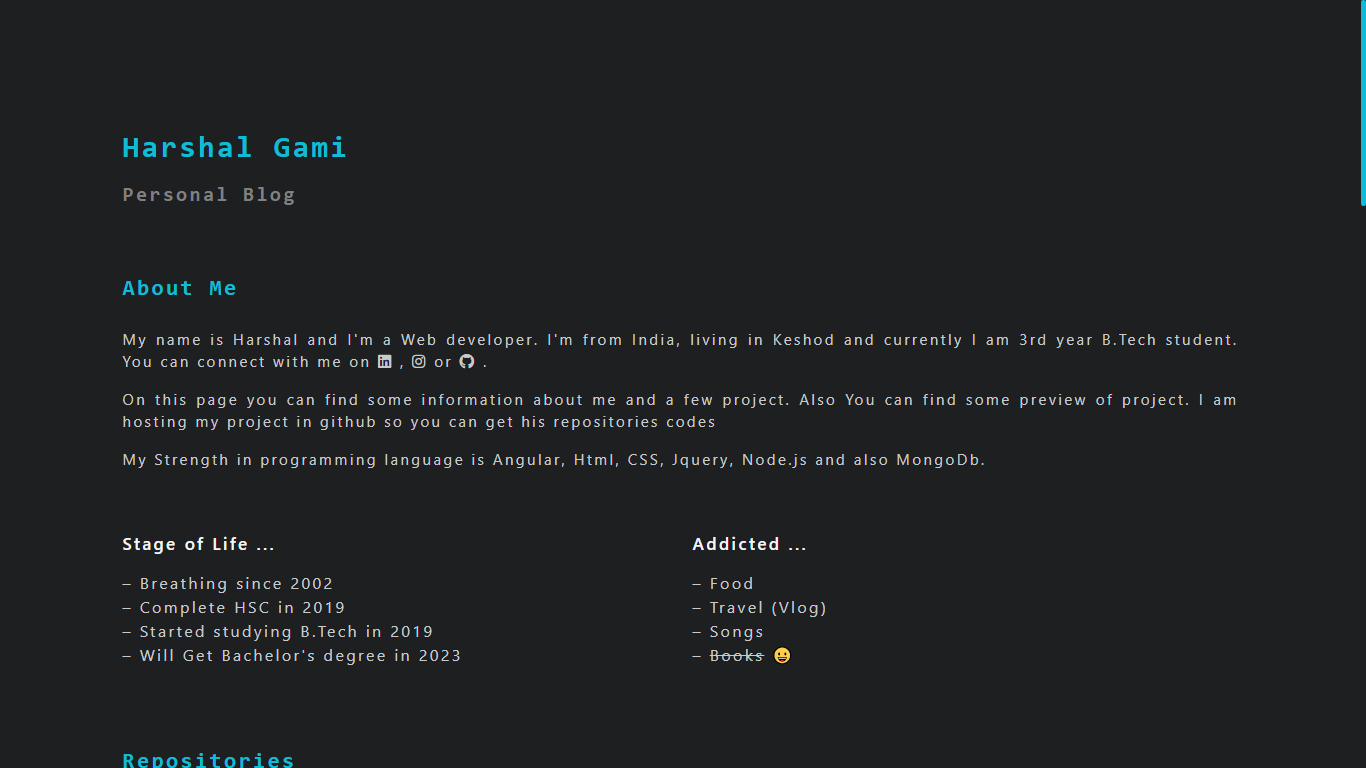 Harshal Gami
Personal Blog
About Me
My name is Harshal and I'm a Web developer. I'm from India, living in Keshod and currently I am 3rd year B.Tech student.
You can connect with me on , or .
On this page you can find some information about me and a few project. Also You can find some preview of project. I am
hosting my project in github so you can get his repositories codes
My Strength in programming language is Angular, Html, CSS, Jquery, Node.js and also MongoDb.
Stage of Life ...
– Breathing since 2002
– Complete HSC in 2019
– Started studying B.Tech in 2019
– Will Get Bachelor's degree in 2023
Addicted ...
– Food
– Travel (Vlog)
– Songs
– Books 😀
Repositories